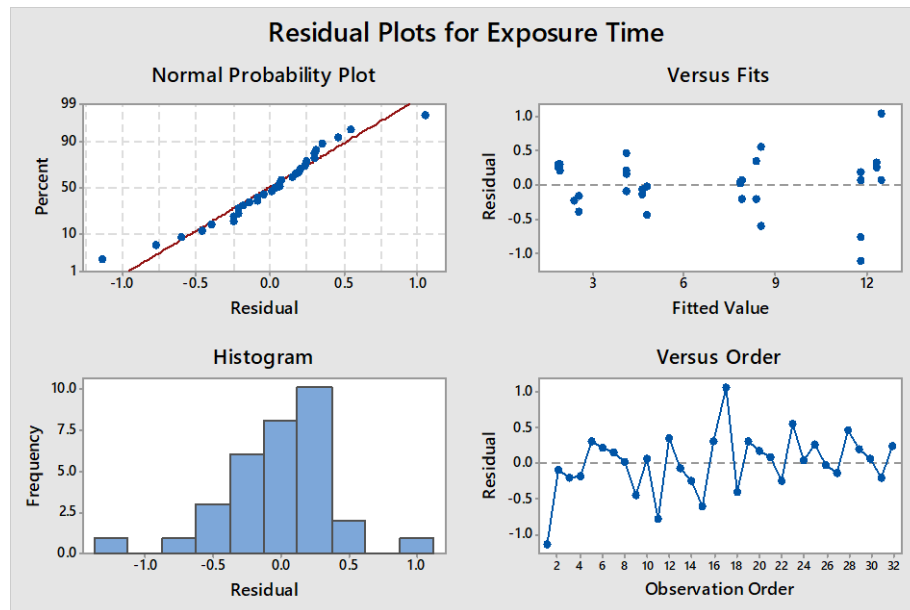 Residual Plots for Exposure Time
Normal Probability Plot
99
90
50
10
1
Percent
-1.0 -0.5 0.0 0.5 1.0
Residual
Versus Fits
1.0
0.5
0.0
-0.5
-1.0
Residual
3 6 9 12
Fitted Value
Histogram
10.0
7.5
5.0
2.5
0.0
Frequency
-1.0 -0.5 0.0 0.5 1.0
Residual
Versus Order
1.0
0.5
0.0
-0.5
-1.0
Residual
2 4 6 8 10 12 14 16 18 20 22 24 26 28 30 32
Observation Order